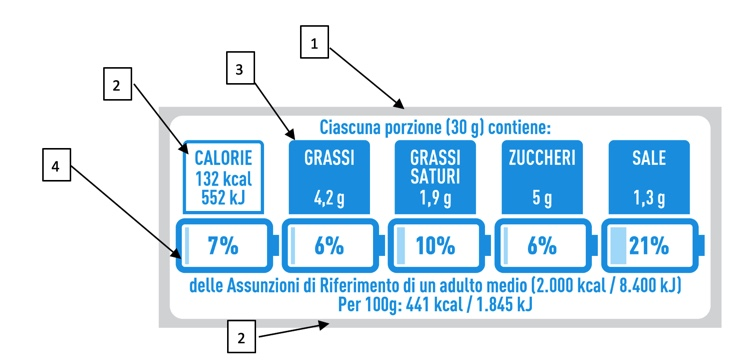 1
2
3
4
Ciascuna porzione (30 g) contiene:
CALORIE
132 kcal
552 kJ
GRASSI
4,2 g
GRASSI
SATURI
1,9 g
ZUCCHERI
5 g
SALE
1,3 g
7%
6%
10%
6%
21%
delle Assunzioni di Riferimento di un adulto medio (2.000 kcal / 8.400 kJ)
Per 100g: 441 kcal / 1.845 kJ
2